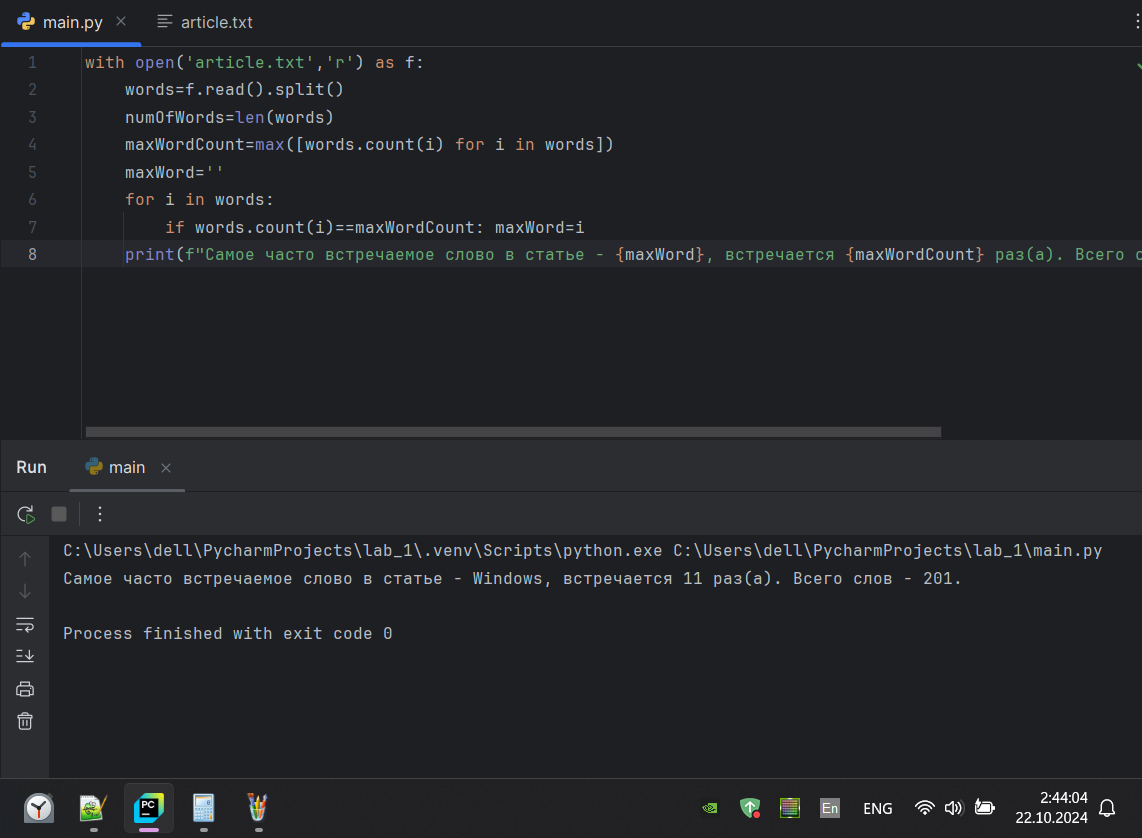 main.py
article.txt
1 with open('article.txt','r') as f:
2 words=f.read().split()
3 numOfWords=len(words)
4 maxWordCount=max([words.count(i) for i in words])
5 maxWord=''
6 for i in words:
7 if words.count(i)==maxWordCount: maxWord=i
8 print(f"Самое часто встречаемое слово в статье - {maxWord}, встречается {maxWordCount} раз(а). Всего с
Run main
C:\Users\dell\PycharmProjects\lab_1\.venv\Scripts\python.exe C:\Users\dell\PycharmProjects\lab_1\main.py
Самое часто встречаемое слово в статье - Windows, встречается 11 раз(а). Всего слов - 201.
Process finished with exit code 0
PC
En
ENG
2:44:04
22.10.2024